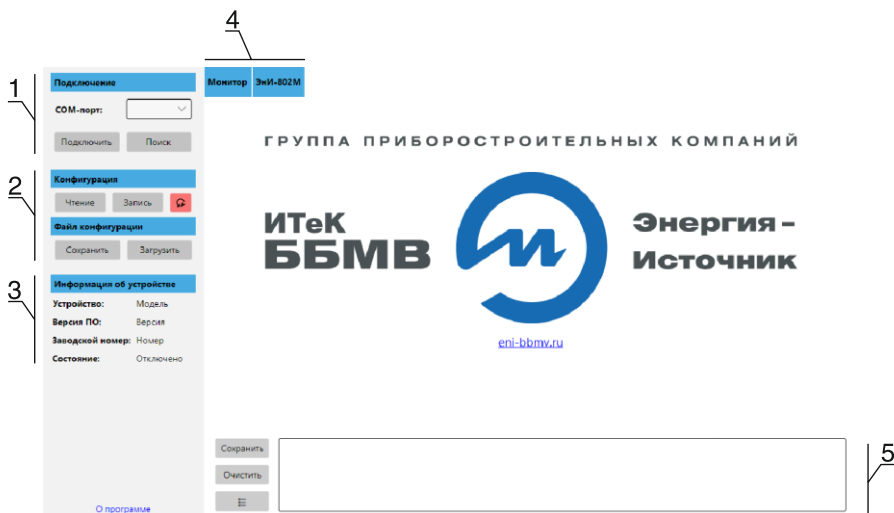 4
Монитор ЭнИ-802М
1
Подключение
COM-порт:
Подключить Поиск
2
Конфигурация
Чтение Запись
Файл конфигурации
Сохранить Загрузить
3
Информация об устройстве
Устройство: Модель
Версия ПО: Версия
Заводской номер: Номер
Состояние: Отключено
О программе
ГРУППА ПРИБОРОСТРОИТЕЛЬНЫХ КОМПАНИЙ
ИТеК
ББМВ
Энергия –
Источник
eni-bbmv.ru
Сохранить
Очистить
5